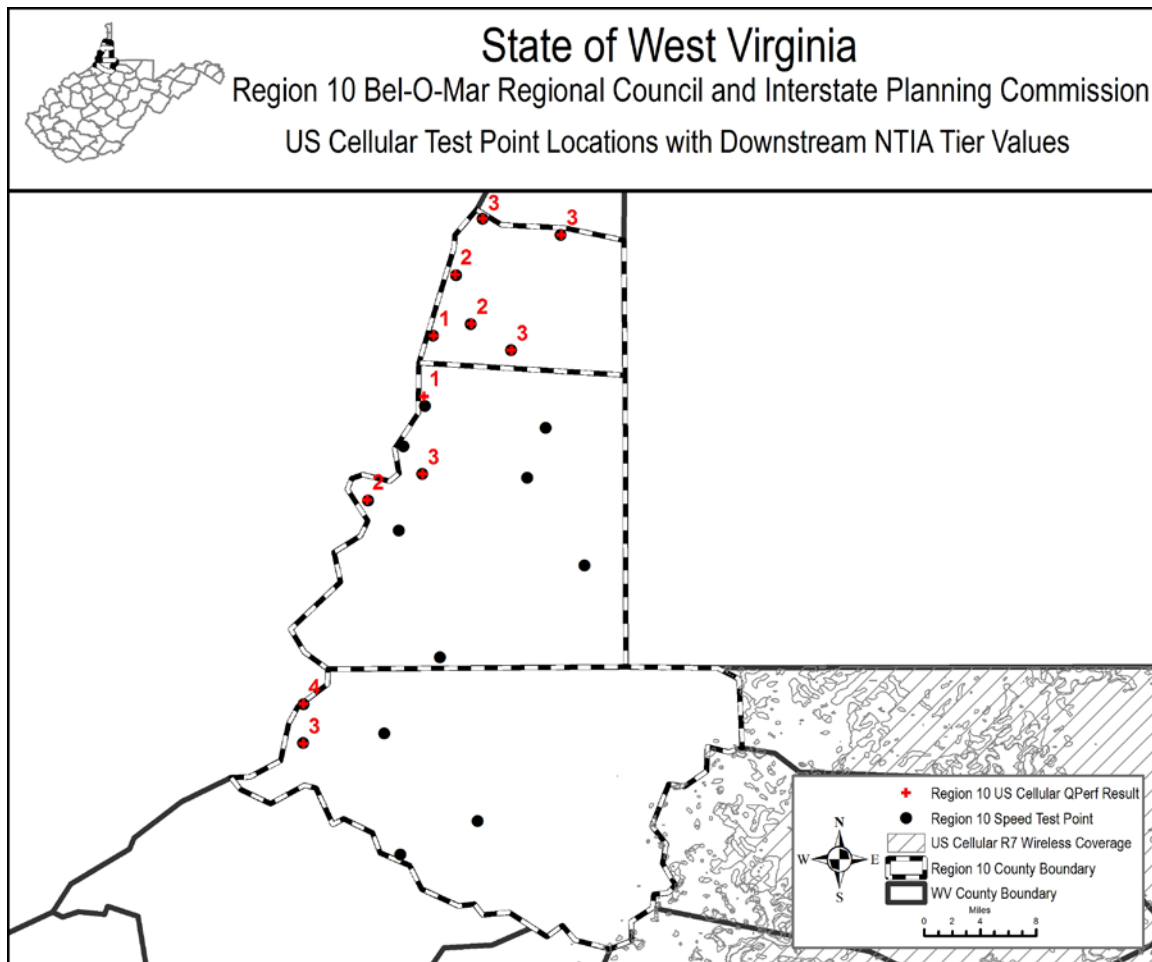 State of West Virginia
Region 10 Bel-O-Mar Regional Council and Interstate Planning Commission
US Cellular Test Point Locations with Downstream NTIA Tier Values
3
3
2
2
1
3
1
3
2
4
3
N
W
E
S
Region 10 US Cellular QPerf Result
Region 10 Speed Test Point
US Cellular R7 Wireless Coverage
Region 10 County Boundary
WV County Boundary
Miles
0 2 4 8